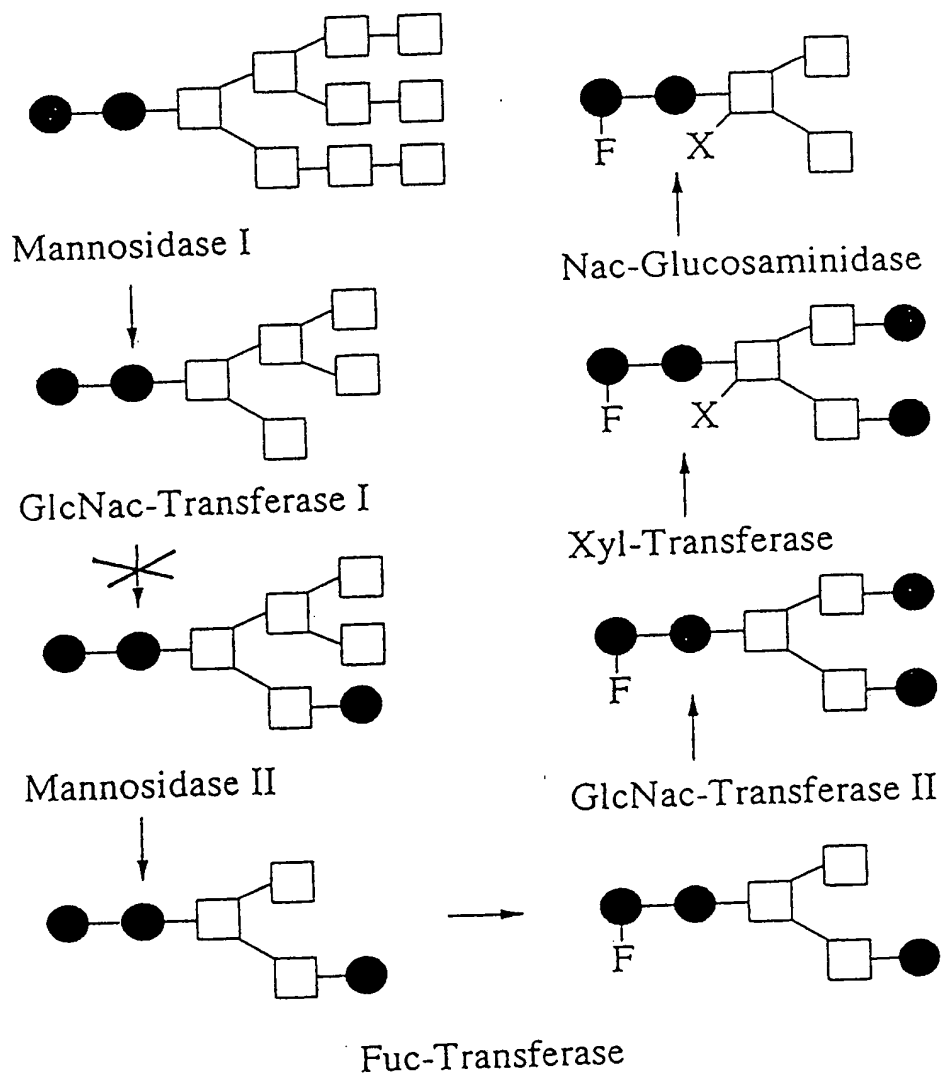 F
X
Mannosidase I
Nac-Glucosaminidase
F
X
GlcNac-Transferase I
Xyl-Transferase
F
Mannosidase II
GlcNac-Transferase II
F
Fuc-Transferase